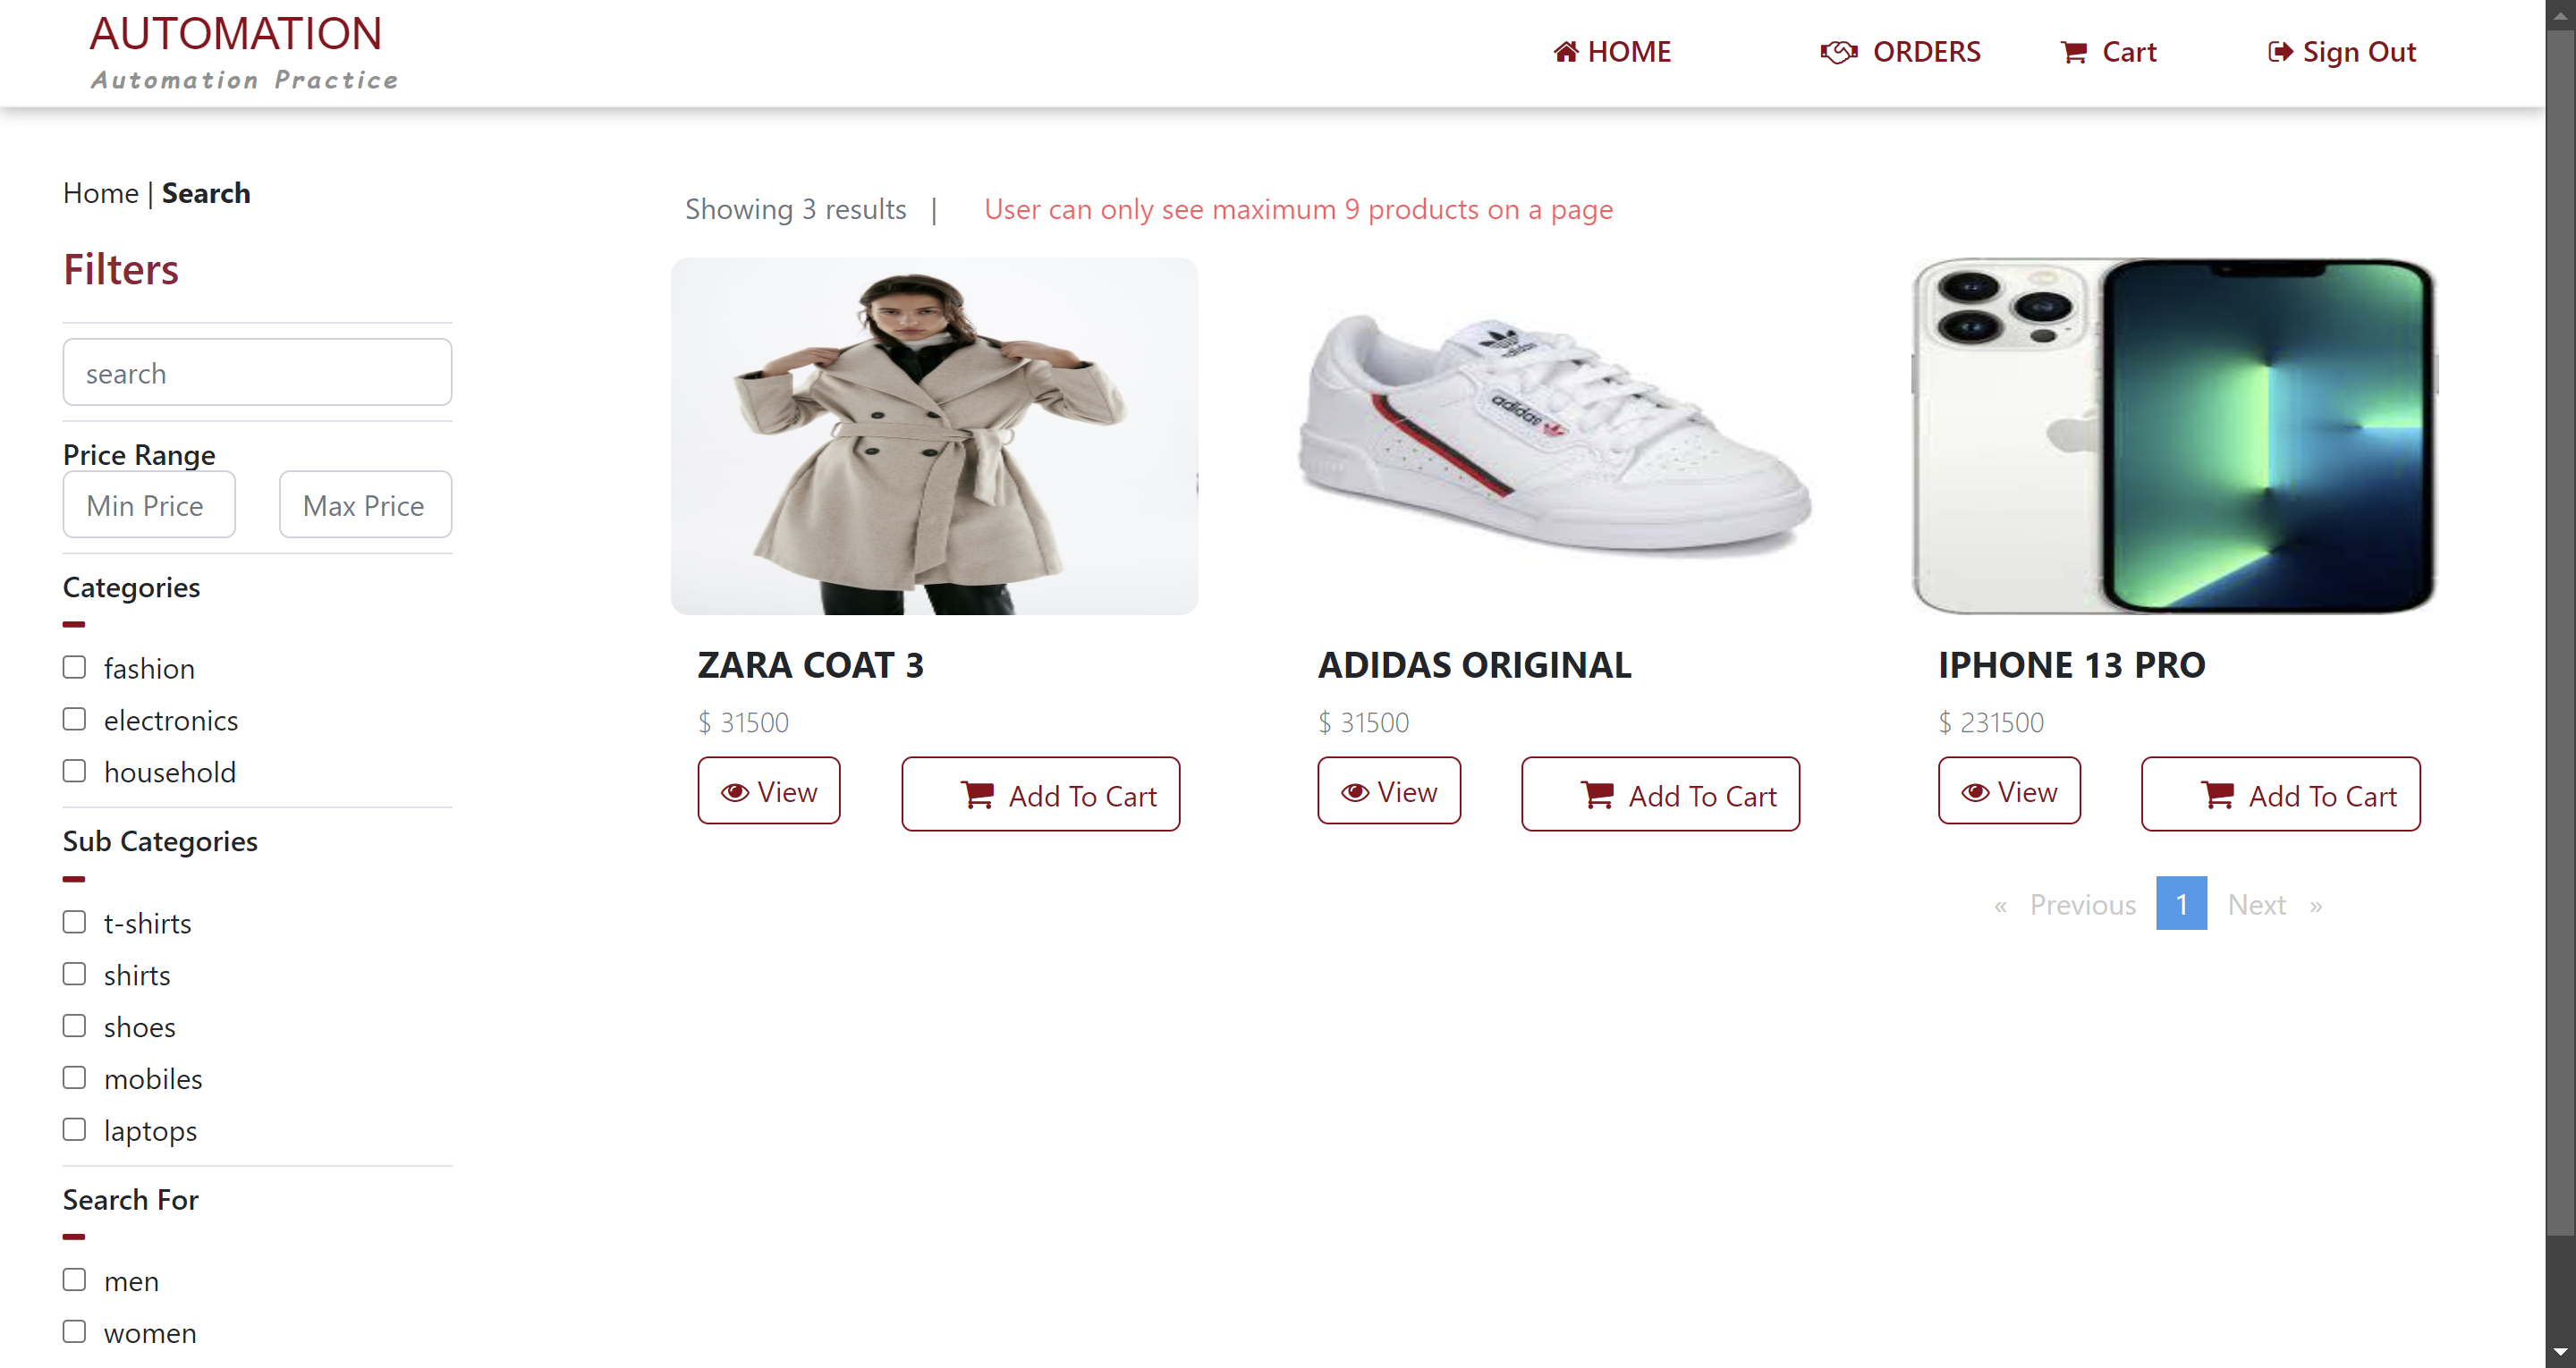 AUTOMATION
Automation Practice
HOME
ORDERS
Cart
Sign Out
Home | Search
Filters
search
Price Range
Min Price
Max Price
Categories
fashion
electronics
household
Sub Categories
t-shirts
shirts
shoes
mobiles
laptops
Search For
men
women
Showing 3 results |
User can only see maximum 9 products on a page
adidas
adidas
ZARA COAT 3
$ 31500
View
Add To Cart
ADIDAS ORIGINAL
$ 31500
View
Add To Cart
IPHONE 13 PRO
$ 231500
View
Add To Cart
« Previous 1 Next »